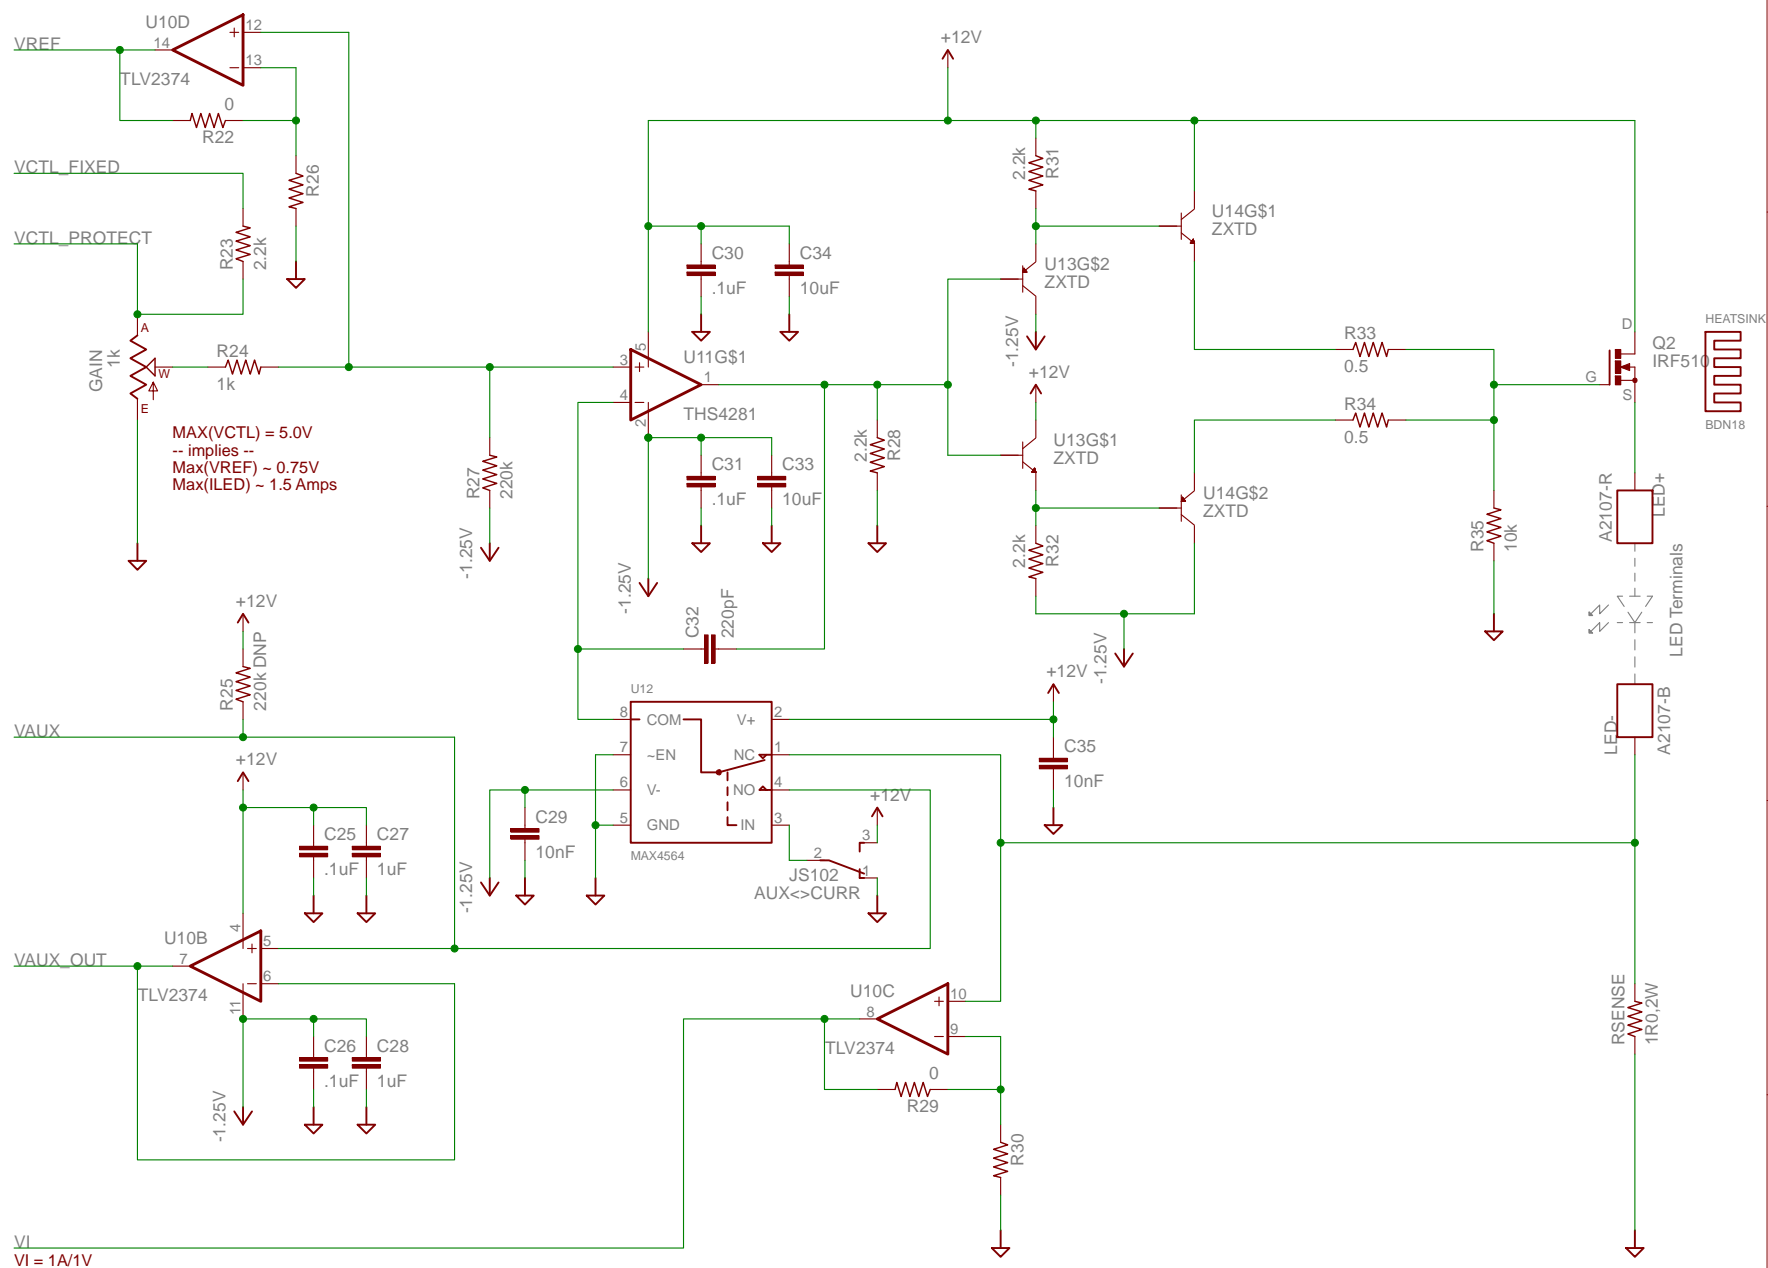 U10D
12
14
13
VREF
TLV2374
+
−
0
R22
VCTL_FIXED
R26
VCTL_PROTECT
R23
2.2k
A
GAIN
1k
W
E
R24
1k
MAX(VCTL) = 5.0V
-- implies --
Max(VREF) ~ 0.75V
Max(ILED) ~ 1.5 Amps
R27
220k
-1.25V
+12V
C30
.1uF
C34
10uF
3
5
+
4
−
2
1
U11G$1
THS4281
C31
.1uF
C33
10uF
-1.25V
C32
220pF
2.2k
R28
2.2k
R31
U14G$1
ZXTD
U13G$2
ZXTD
-1.25V
+12V
U13G$1
ZXTD
U14G$2
ZXTD
2.2k
R32
-1.25V
R33
0.5
R34
0.5
R35
10k
D
G
S
Q2
IRF510
HEATSINK
BDN18
A2107-R
LED+
LED Terminals
LED-
A2107-B
+12V
R25
220k DNP
VAUX
+12V
C25
.1uF
C27
1uF
U10B
4
5
+
7
6
−
11
VAUX_OUT
TLV2374
C26
.1uF
C28
1uF
-1.25V
U12
8
COM
V+
2
7
~EN
NC
1
6
V-
NO
4
5
GND
IN
3
MAX4564
C29
10nF
-1.25V
+12V
C35
10nF
+12V
3
2
1
JS102
AUX<>CURR
U10C
10
+
8
9
−
TLV2374
0
R29
R30
RSENSE
1R0,2W
VI
VI = 1A/1V